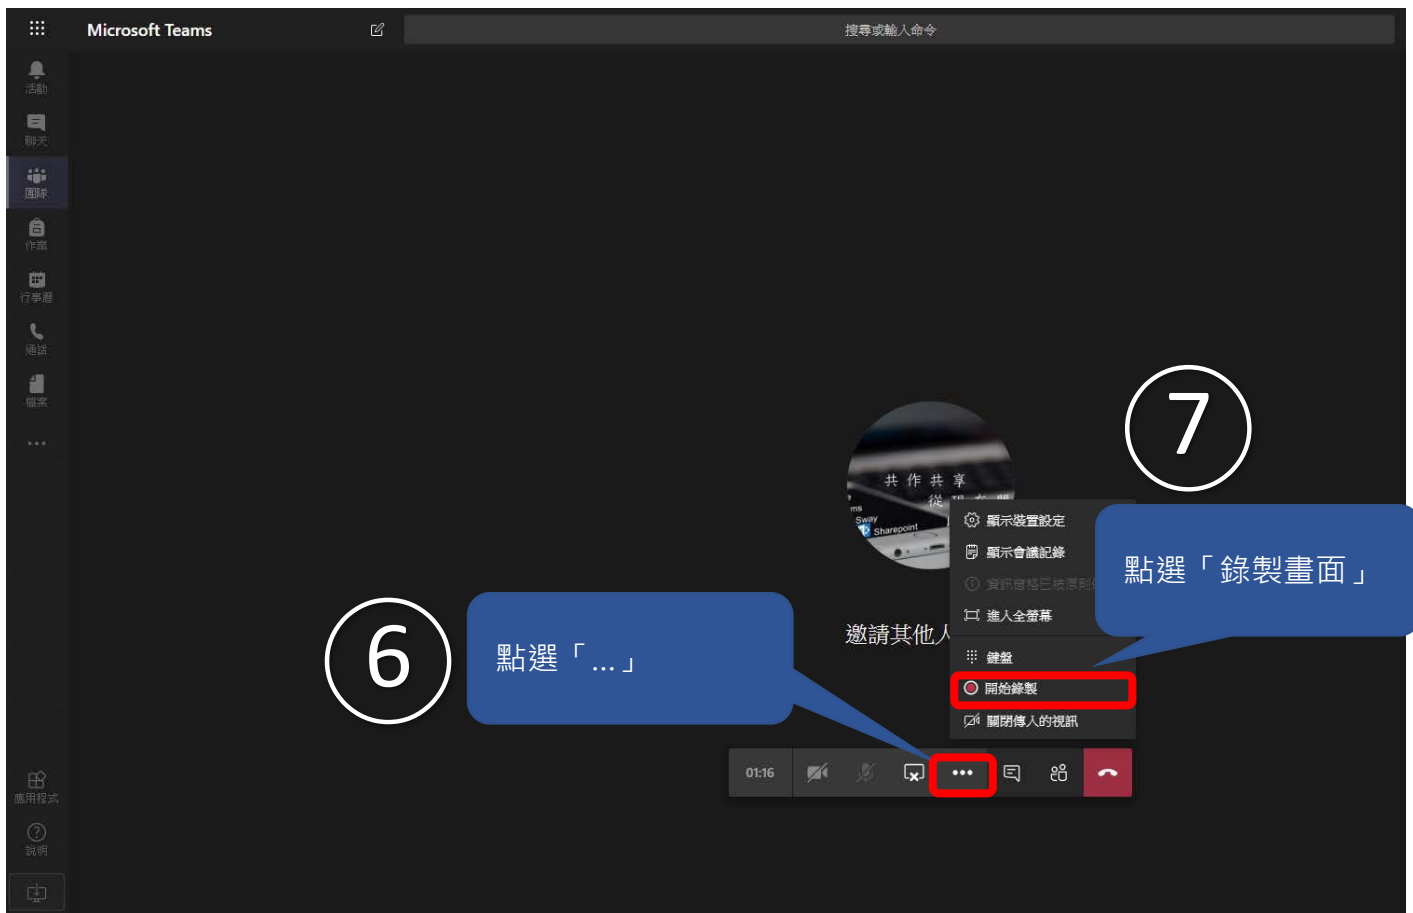 Microsoft Teams
搜尋或輸入命令
活動
聊天
團隊
作業
行事曆
通話
檔案
應用程式
說明
共作共享
從
ms
Sway
Sharepoint
邀請其他人
7
點選「錄製畫面」
6
點選「...」
顯示裝置設定
顯示會議記錄
進入全螢幕
鍵盤
開始錄製
關閉傳入的視訊
01:16